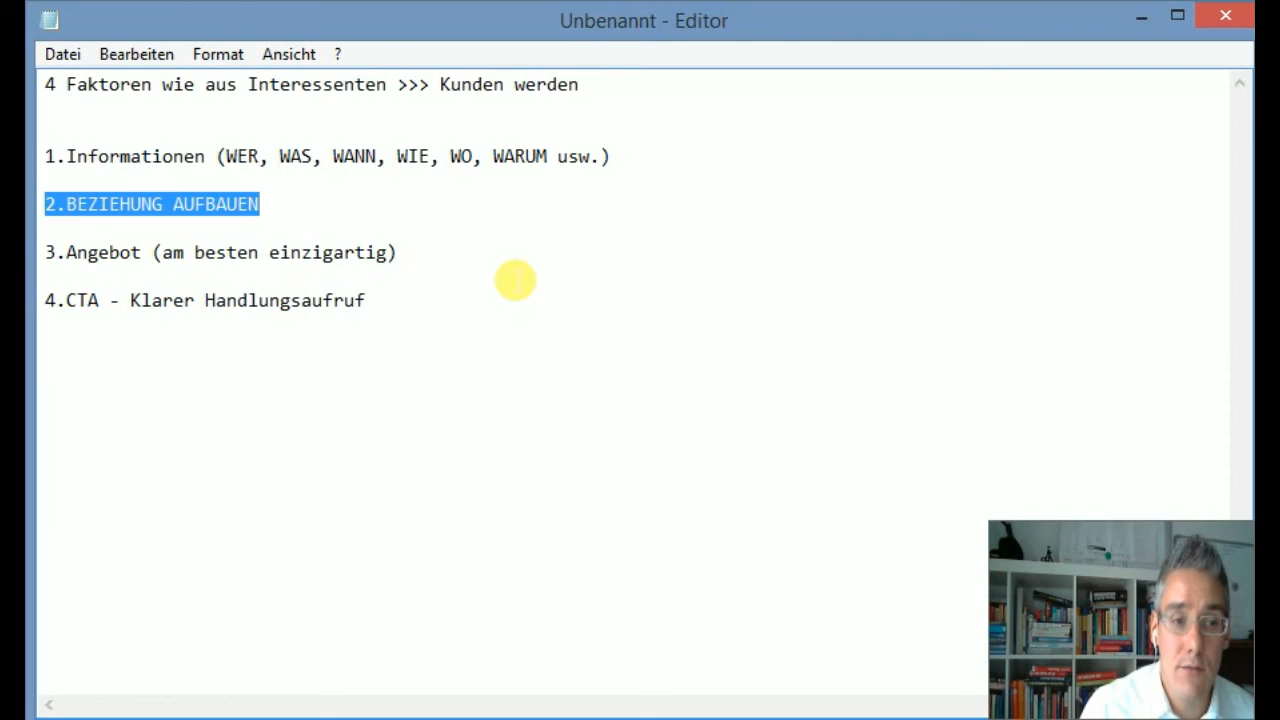 Unbenannt - Editor
Datei Bearbeiten Format Ansicht ?
4 Faktoren wie aus Interessenten >>> Kunden werden
1.Informationen (WER, WAS, WANN, WIE, WO, WARUM usw.)
2.BEZIEHUNG AUFBAUEN
3.Angebot (am besten einzigartig)
4.CTA - Klarer Handlungsaufruf